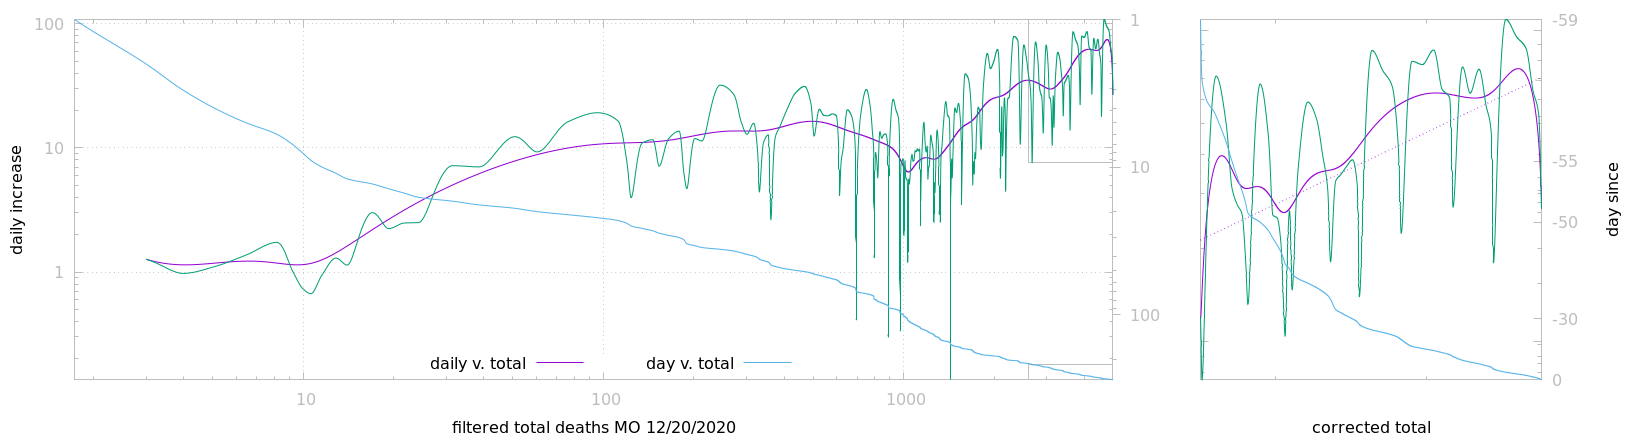 100
10
1
daily increase
daily v. total
day v. total
10
100
1000
filtered total deaths MO 12/20/2020
1
10
100
-59
-55
-50
-30
0
day since
corrected total